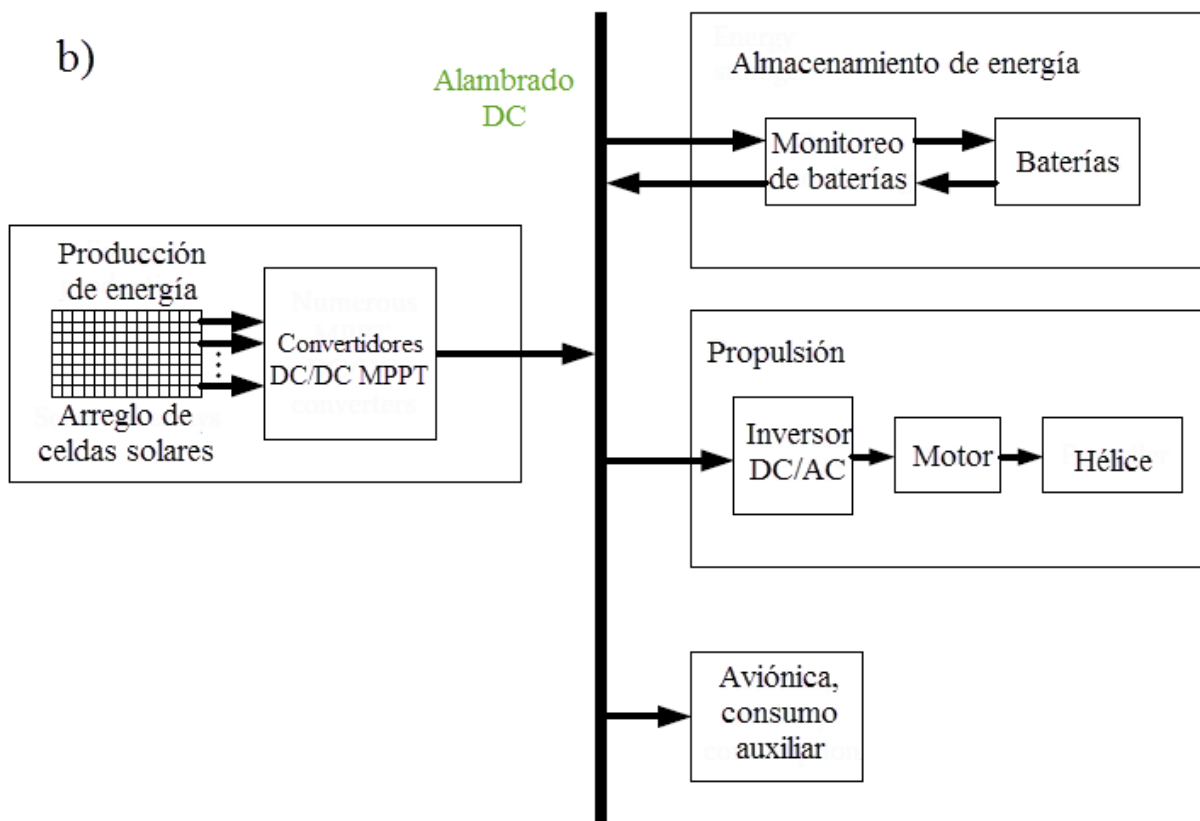 b)
Alambrado
DC
Almacenamiento de energía
Monitoreo
de baterías
Baterías
Producción
de energía
Convertidores
DC/DC MPPT
Arreglo de
celdas solares
Propulsión
Inversor
DC/AC
Motor
Hélice
Aviónica,
consumo
auxiliar